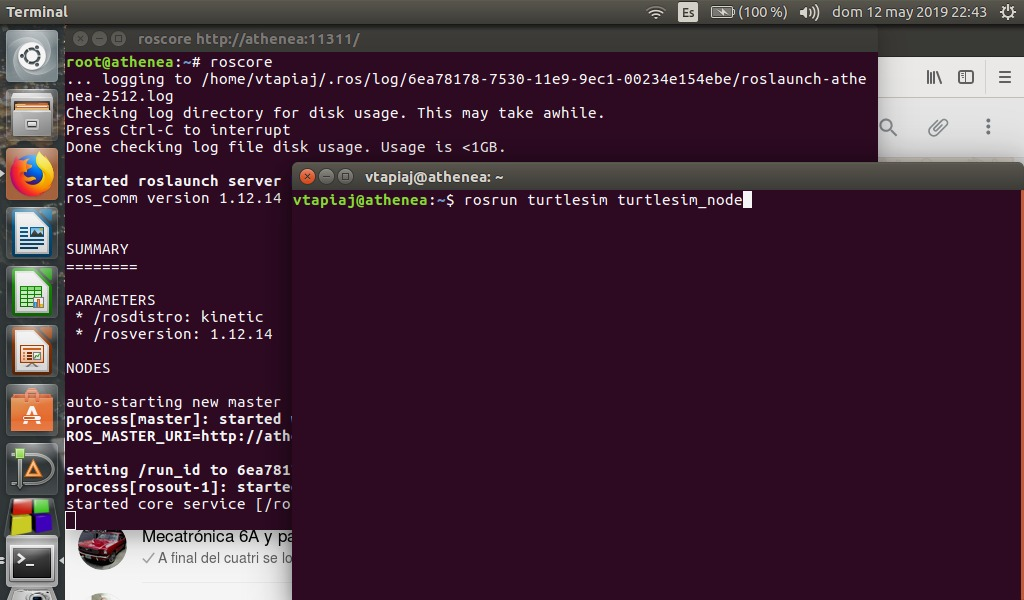 Terminal
Es
(100 %)
dom 12 may 2019 22:43
roscore http://athenea:11311/
root@athenea:~# roscore
... logging to /home/vtapiaj/.ros/log/6ea78178-7530-11e9-9ec1-00234e154ebe/roslaunch-athe
nea-2512.log
Checking log directory for disk usage. This may take awhile.
Press Ctrl-C to interrupt
Done checking log file disk usage. Usage is <1GB.
started roslaunch server
ros_comm version 1.12.14
SUMMARY
========
PARAMETERS
* /rosdistro: kinetic
* /rosversion: 1.12.14
NODES
auto-starting new master
process[master]: started
ROS_MASTER_URI=http://ath
setting /run_id to 6ea781
process[rosout-1]: starte
started core service [/ro
vtapiaj@athenea: ~
vtapiaj@athenea:~$ rosrun turtlesim turtlesim_node
Mecatrónica 6A y pa
A final del cuatri se lo